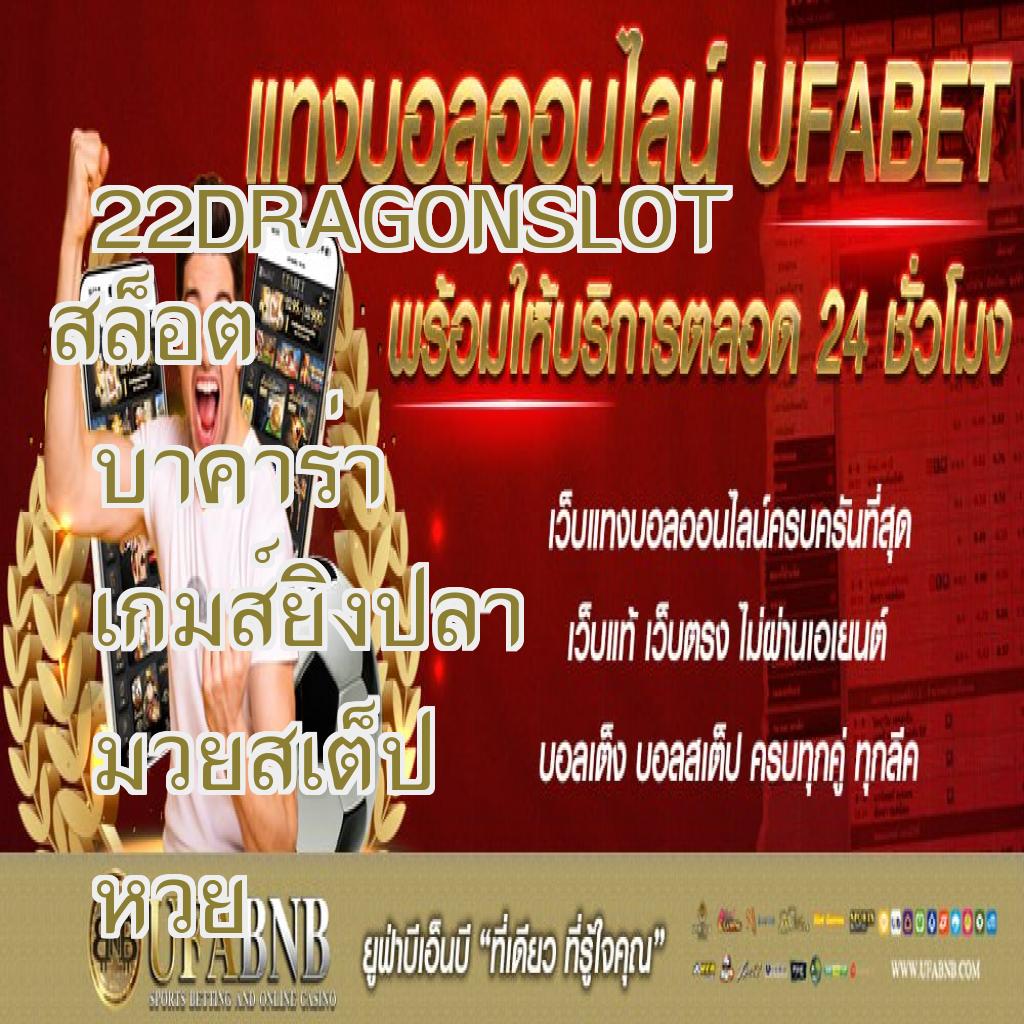 แทงบอลออนไลน์ UFABET
22DRAGONSLOT
พร้อมให้บริการตลอด 24 ชั่วโมง
สล็อต
บาคาร่า
เว็บแทงบอลออนไลน์ครบครันที่สุด
เกมส์ยิงปลา
เว็บแท้ เว็บตรง ไม่ผ่านเอเยนต์
มวยสเต็ป
บอลเต็ง บอลสเต็ป ครบทุกคู่ ทุกลีค
หวย
UFABNB
SPORTS BETTING AND ONLINE CASINO
ยูฟ่าบีเอ็นบี “ที่เดียว ที่รู้ใจคุณ”
WWW.UFABNB.COM